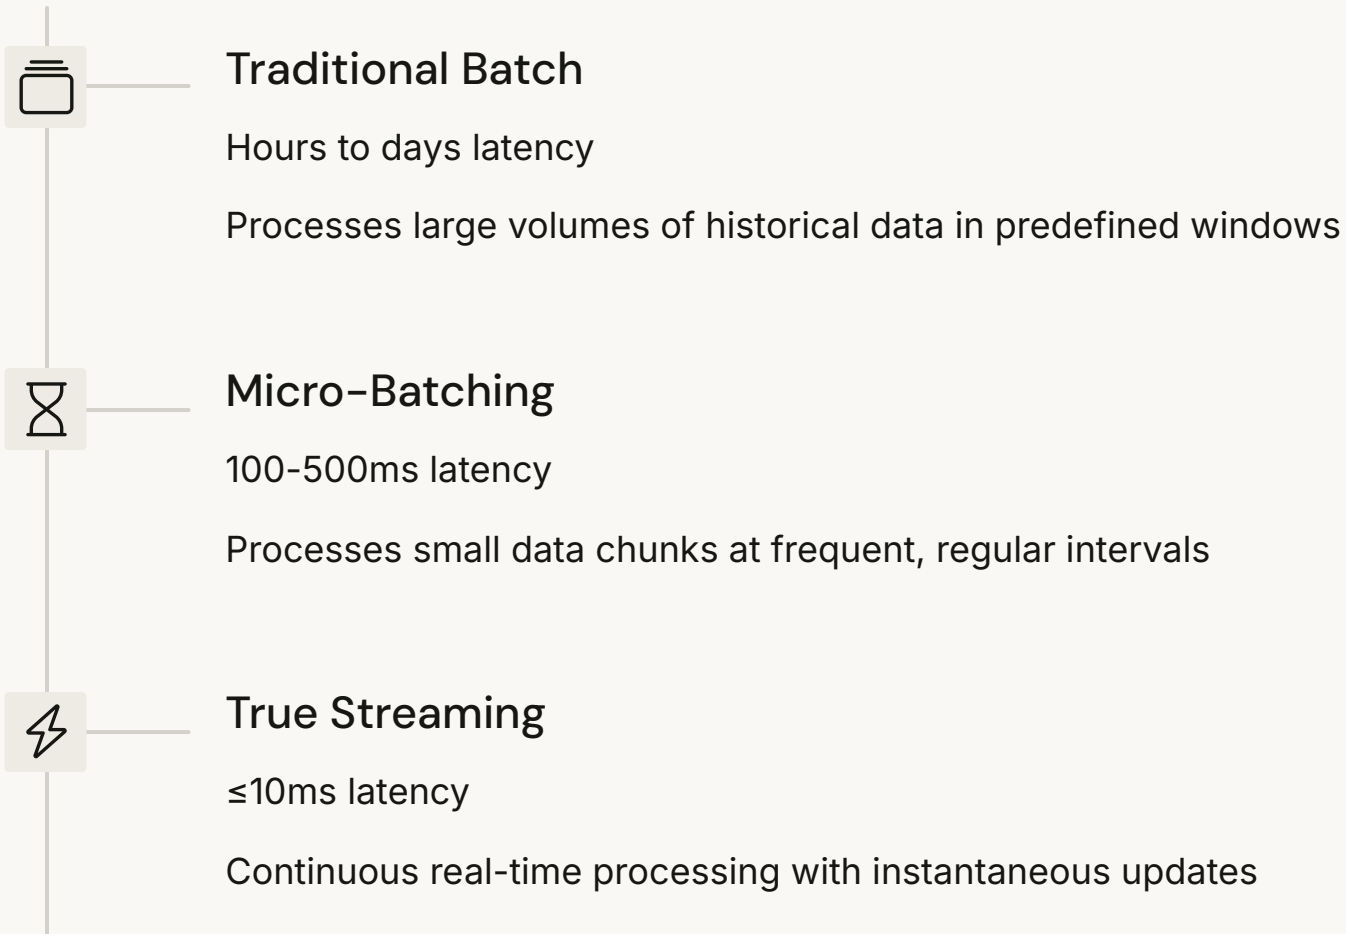 Traditional Batch
Hours to days latency
Processes large volumes of historical data in predefined windows
Micro-Batching
100-500ms latency
Processes small data chunks at frequent, regular intervals
True Streaming
≤10ms latency
Continuous real-time processing with instantaneous updates